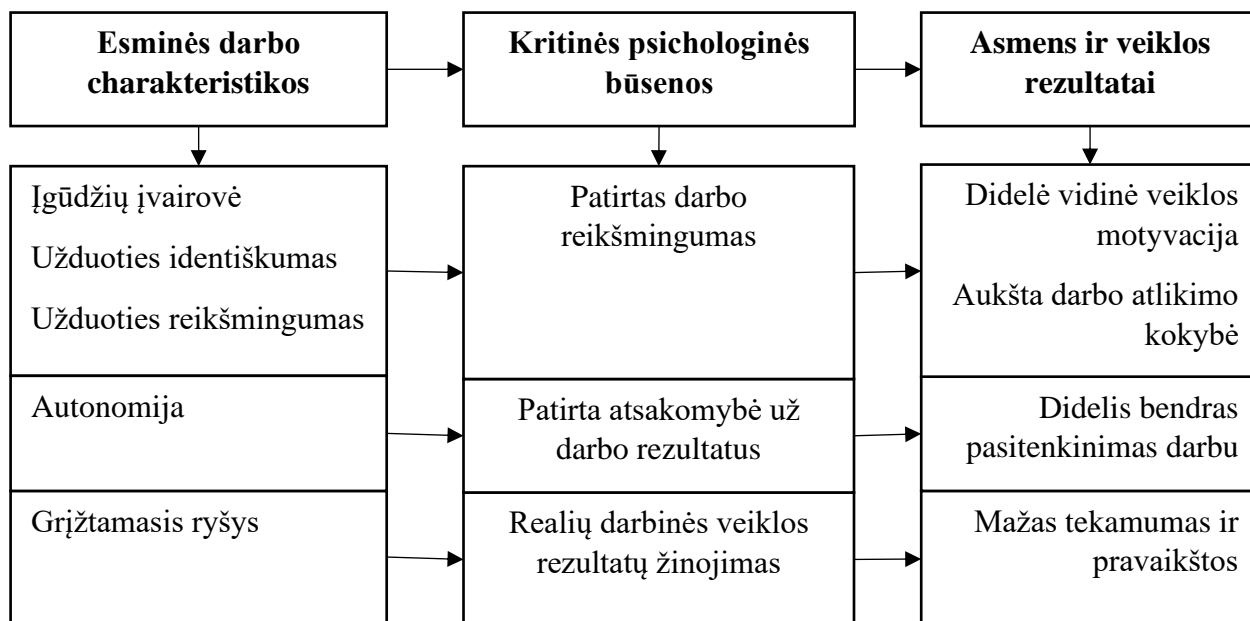 Esminės darbo
charakteristikos
Kritinės psichologinės
būsenos
Asmens ir veiklos
rezultatai
Įgūdžių įvairovė
Užduoties identiškumas
Užduoties reikšmingumas
Patirtas darbo
reikšmingumas
Didelė vidinė veiklos
motyvacija
Aukšta darbo atlikimo
kokybė
Autonomija
Patirta atsakomybė už
darbo rezultatus
Didelis bendras
pasitenkinimas darbu
Grįžtamasis ryšys
Realių darbinės veiklos
rezultatų žinojimas
Mažas tekamumas ir
pravaikštos